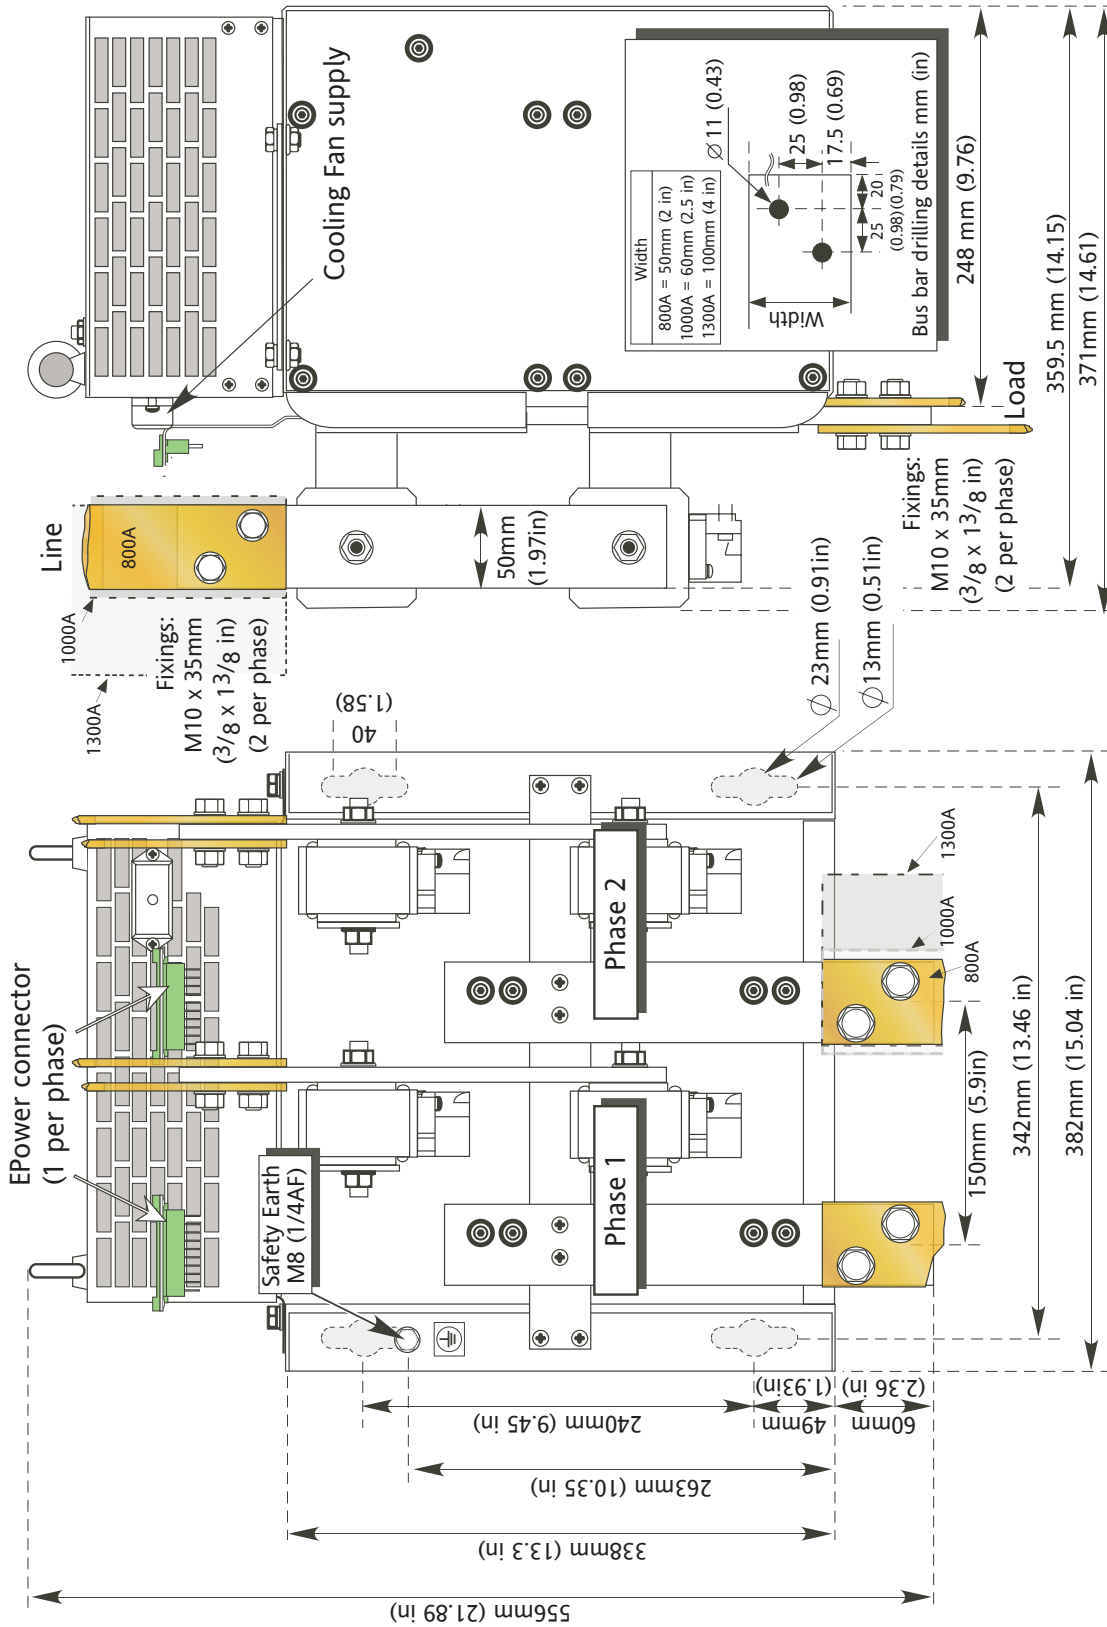 EPower connector
(1 per phase)
Safety Earth
M8 (1/4AF)
Phase 1
Phase 2
40
(1.58)
Ø 23mm (0.91in)
Ø 13mm (0.51in)
1300A
1000A
800A
150mm (5.9in)
342mm (13.46 in)
382mm (15.04 in)
556mm (21.89 in)
338mm (13.3 in)
263mm (10.35 in)
240mm (9.45 in)
49mm
(1.93in)
60mm
(2.36 in)
Line
800A
1000A
1300A
Fixings:
M10 x 35mm
(3/8 x 13/8 in)
(2 per phase)
50mm
(1.97in)
Cooling Fan supply
Width
800A = 50mm (2 in)
1000A = 60mm (2.5 in)
1300A = 100mm (4 in)
Ø 11 (0.43)
25 (0.98)
17.5 (0.69)
Width
25
(0.98)
20
(0.79)
Bus bar drilling details mm (in)
Load
Fixings:
M10 x 35mm
(3/8 x 13/8 in)
(2 per phase)
248 mm (9.76)
359.5 mm (14.15)
371mm (14.61)